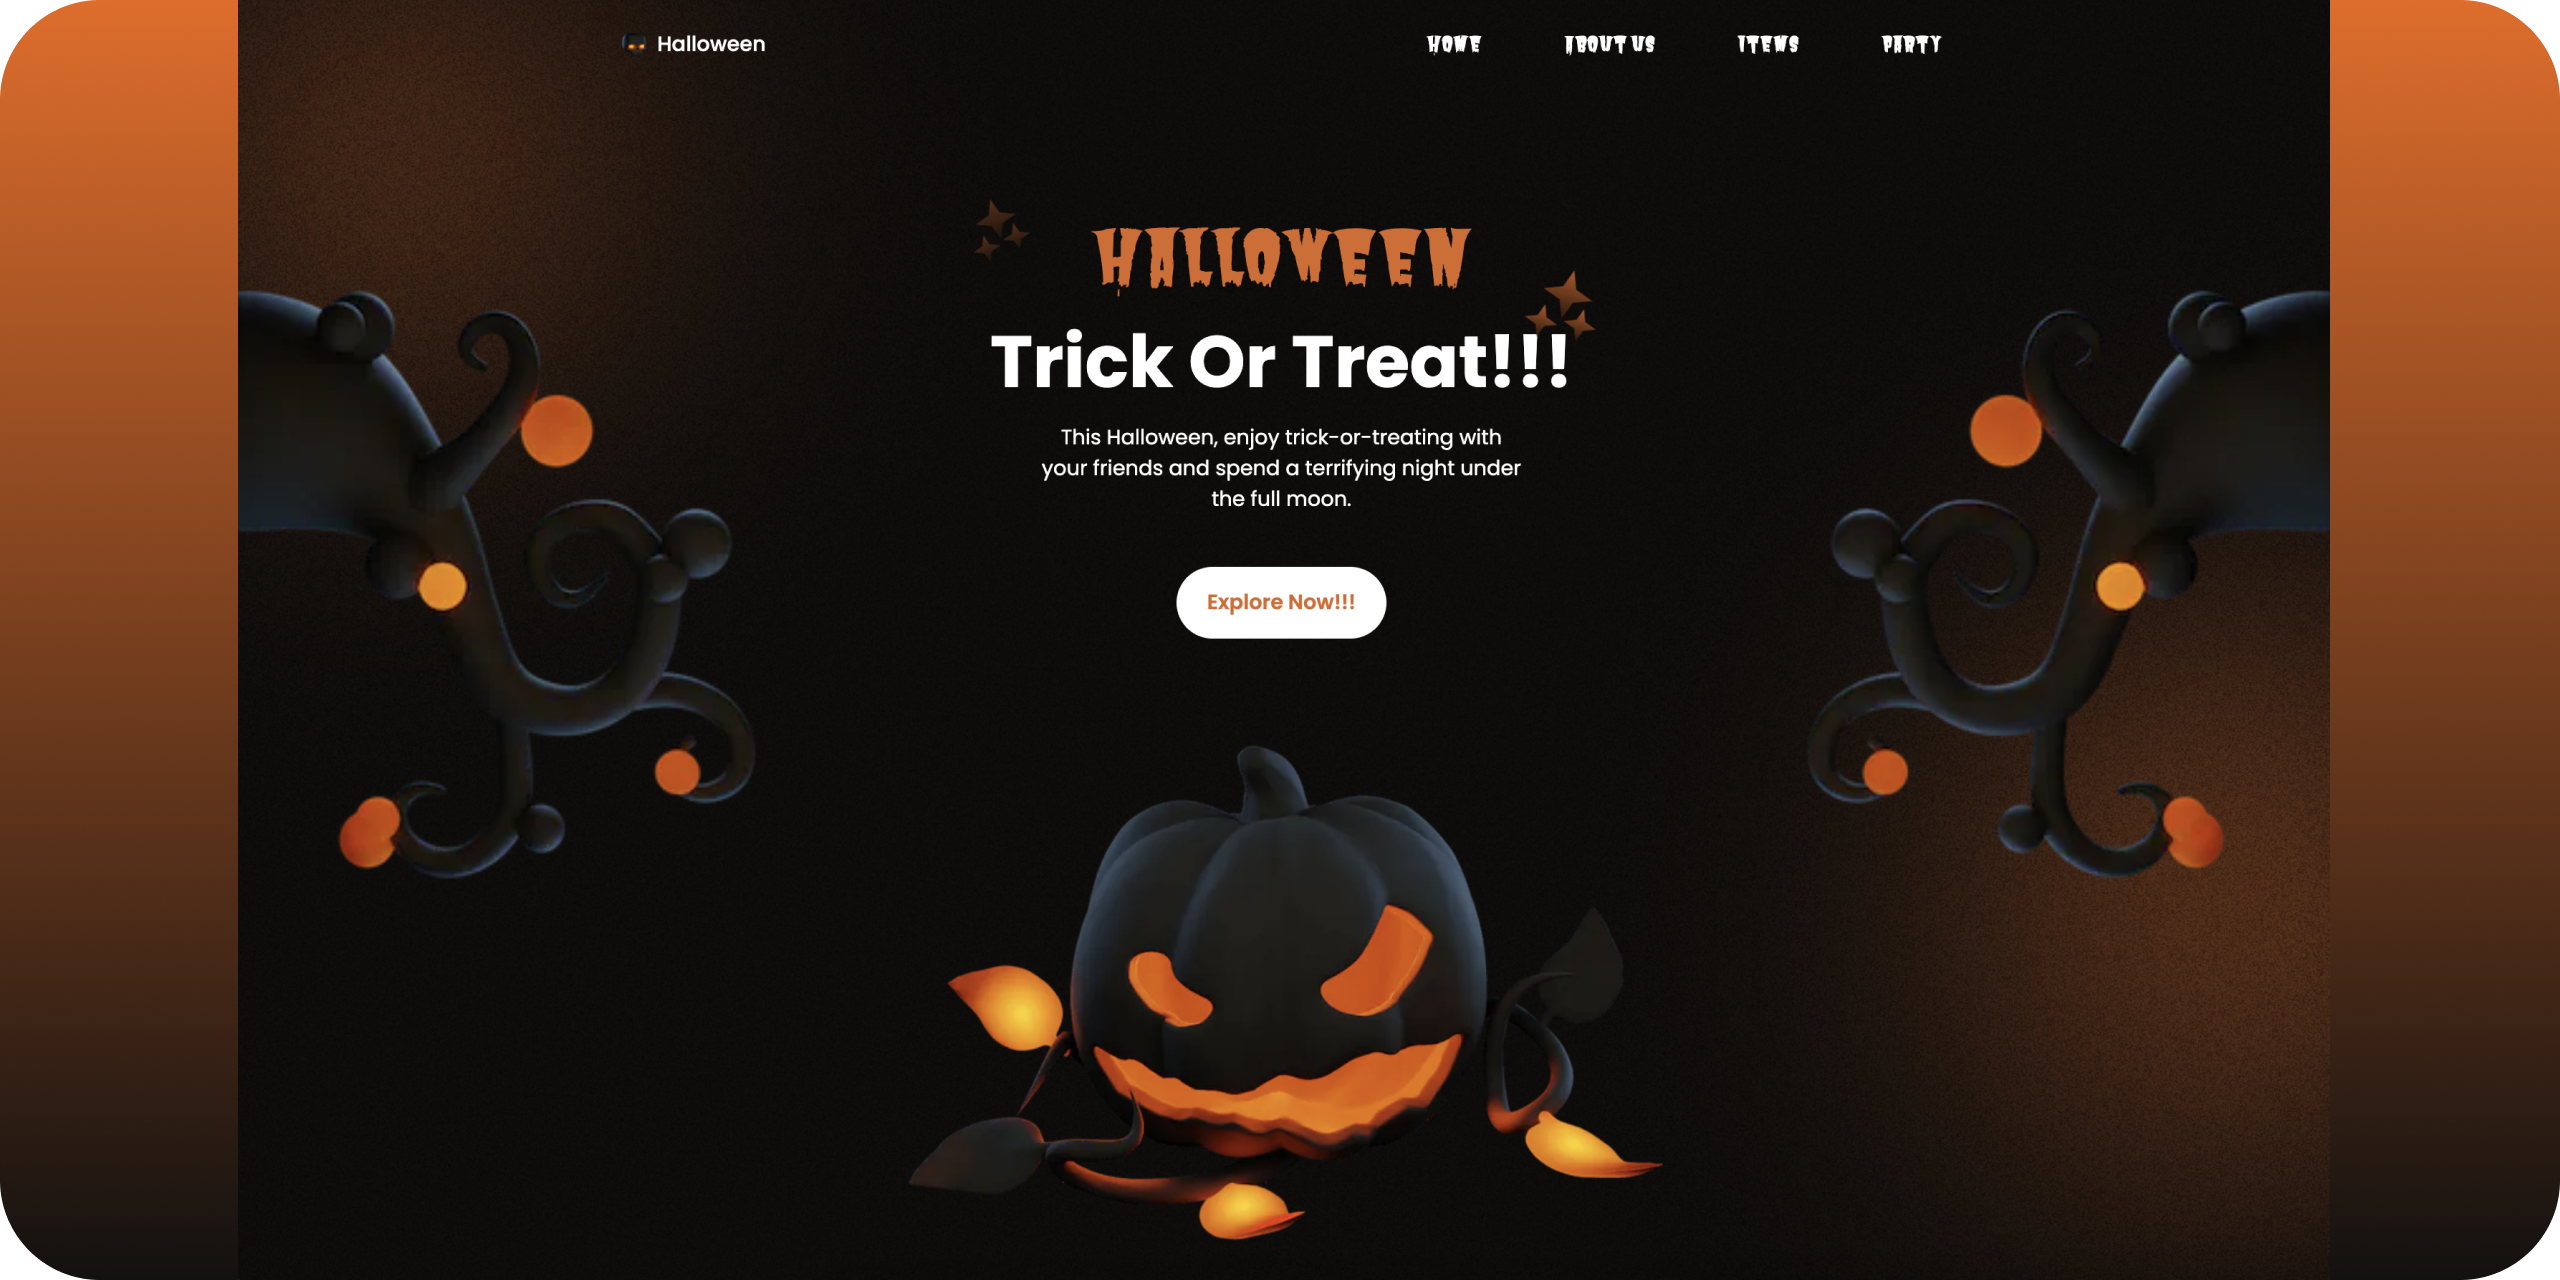 Halloween
HOME
ABOUT US
ITEMS
PARTY
HALLOWEEN
Trick Or Treat!!!
This Halloween, enjoy trick-or-treating with
your friends and spend a terrifying night under
the full moon.
Explore Now!!!